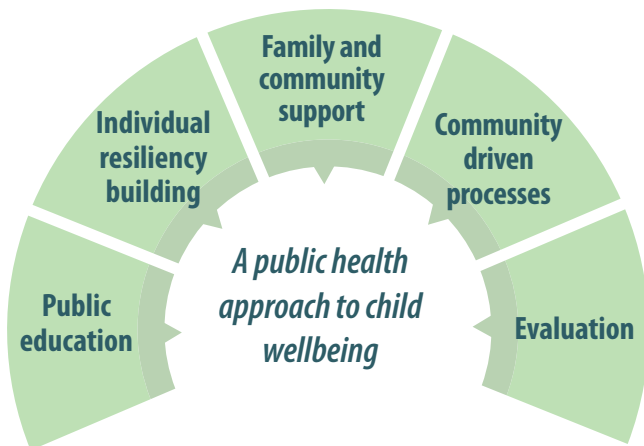 Family and
community
support
Individual
resiliency
building
Community
driven
processes
Public
education
A public health
approach to child
wellbeing
Evaluation